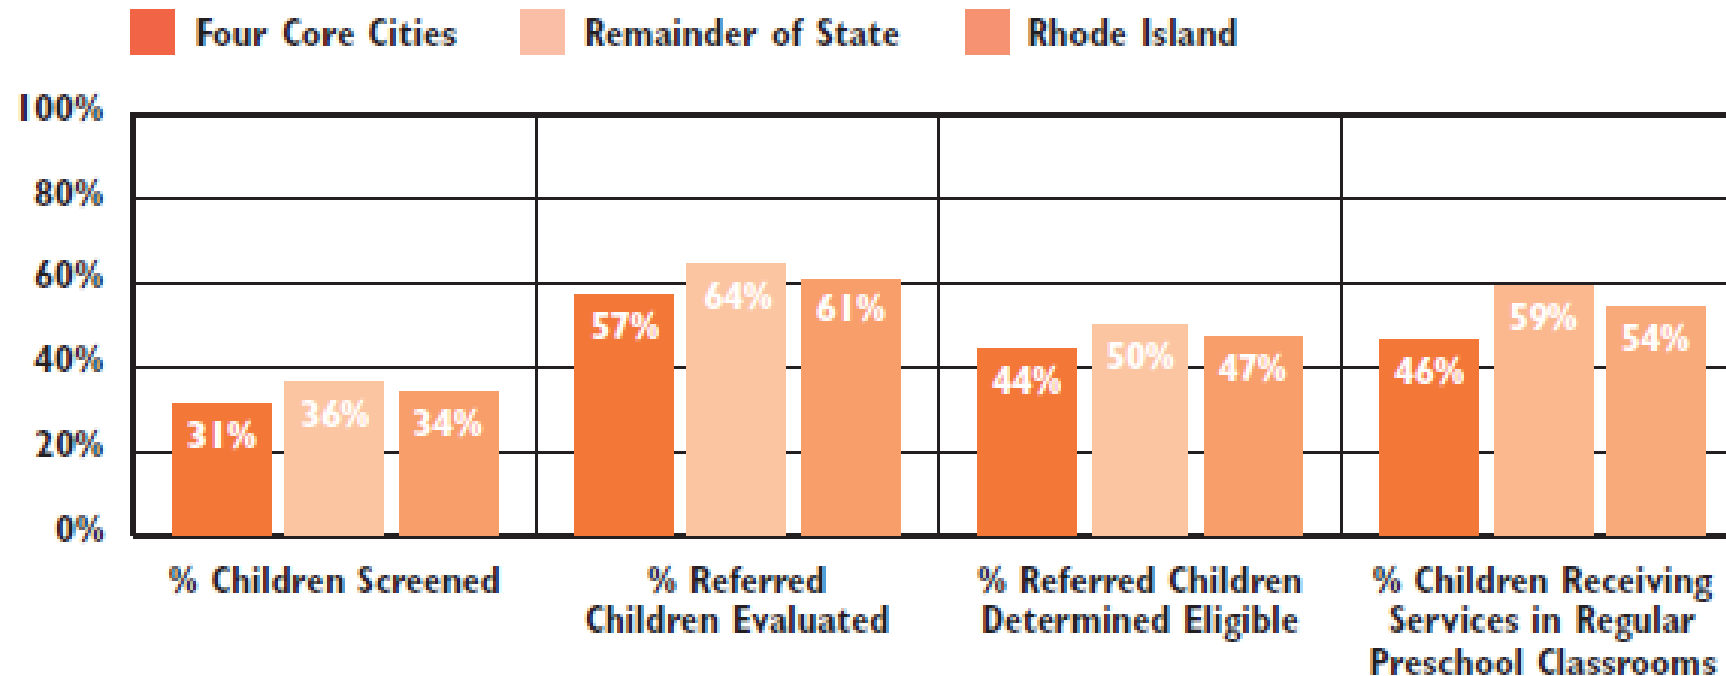 Four Core Cities Remainder of State Rhode Island
100%
80%
60%
40%
20%
0%
31% 36% 34%
57% 64% 61%
44% 50% 47%
46% 59% 54%
% Children Screened
% Referred
Children Evaluated
% Referred Children
Determined Eligible
% Children Receiving
Services in Regular
Preschool Classrooms